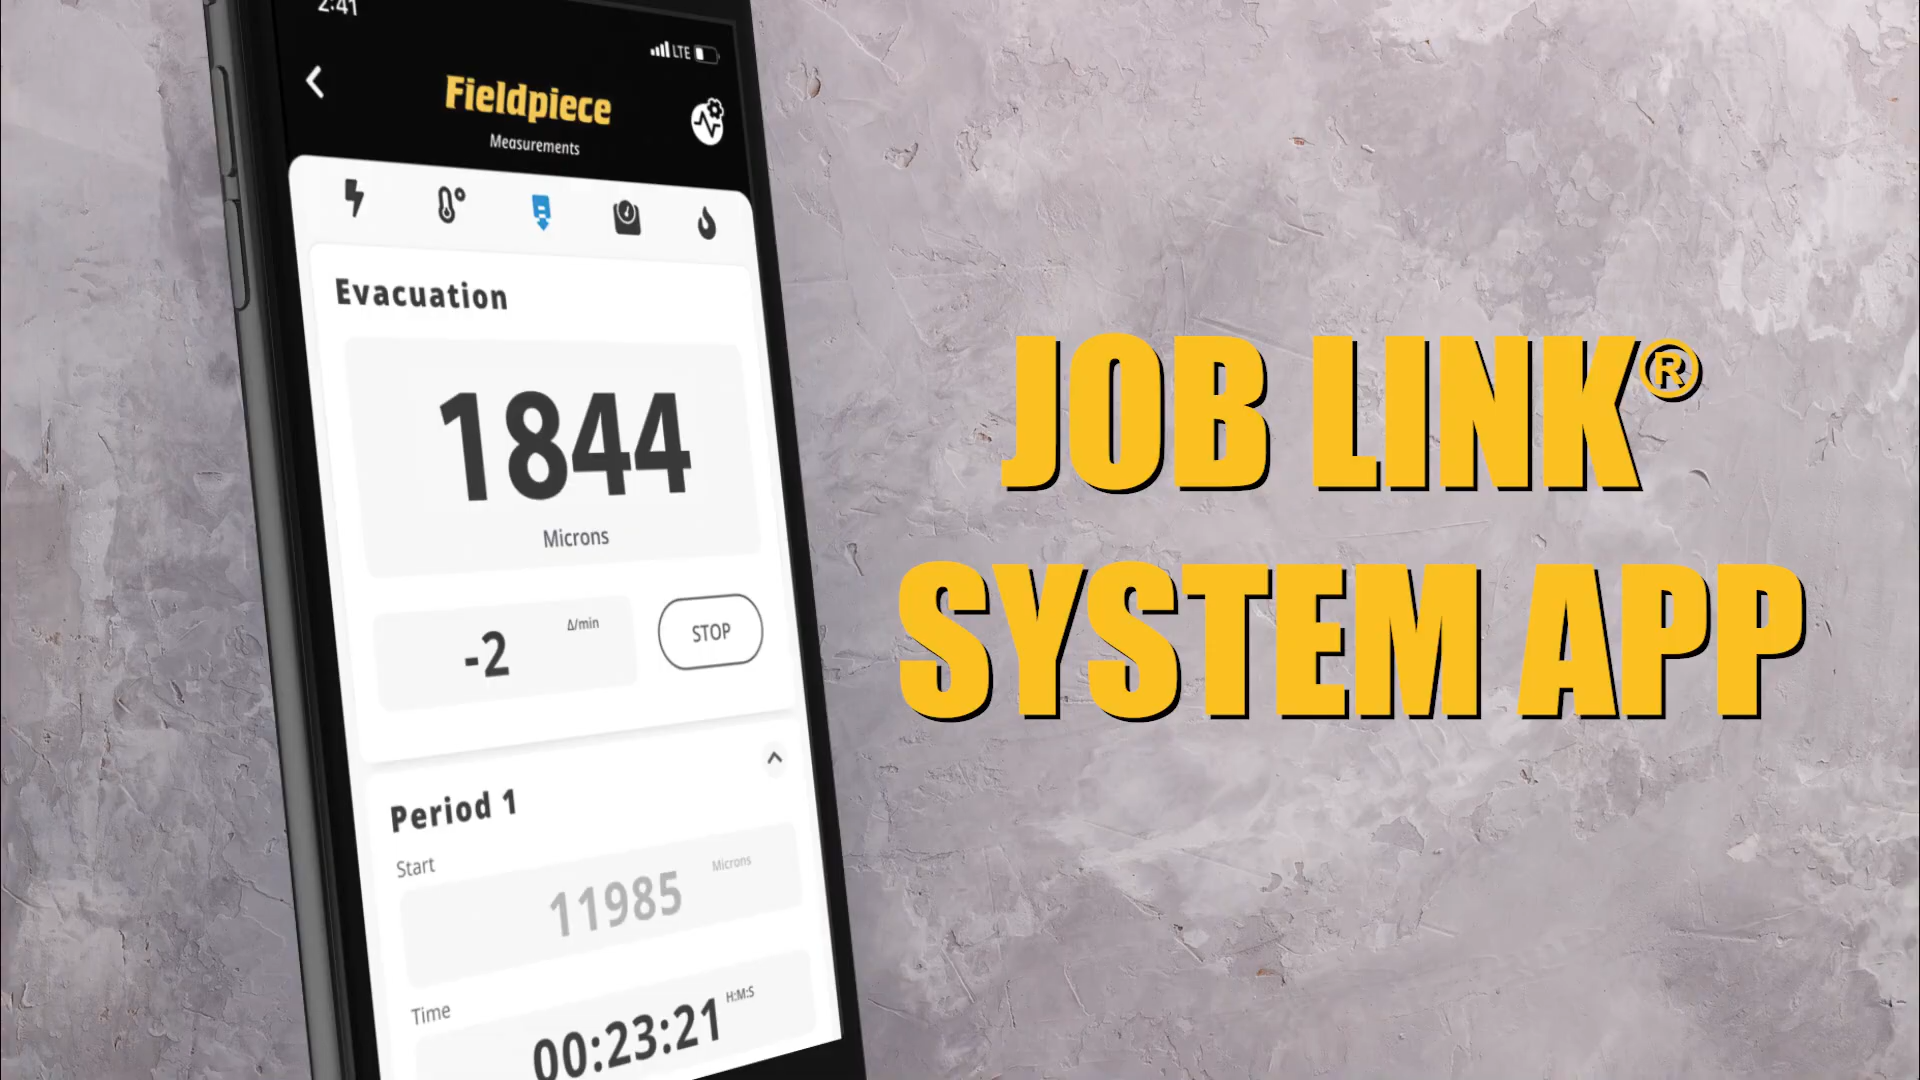 2:41
LTE
Fieldpiece
Measurements
Evacuation
1844
Microns
-2 Δ/min
STOP
Period 1
Start
11985 Microns
Time
00:23:21 H:M:S
JOB LINK®
SYSTEM APP